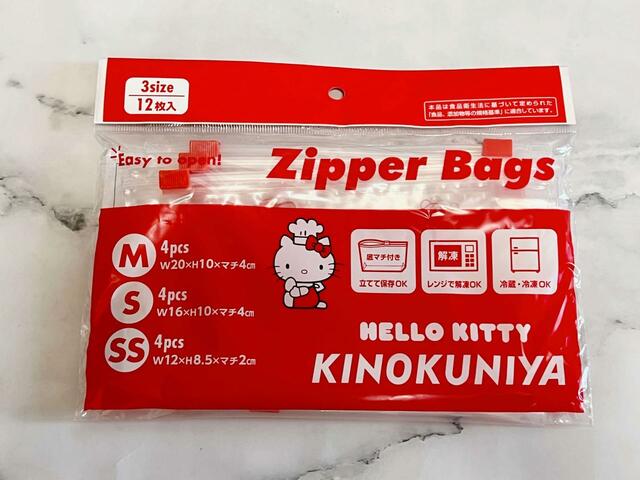 3size
12枚入
本品は食品衛生法に基づいて定められた
「食品、添加物等の規格基準」に適合しています。
Easy to open!
Zipper Bags
M
4pcs
W20×H10×マチ4cm
S
4pcs
W16×H10×マチ4cm
SS
4pcs
W12×H8.5×マチ2cm
底マチ付き
立てて保存OK
解凍
レンジで解凍OK
冷蔵・冷凍OK
HELLO KITTY
KINOKUNIYA